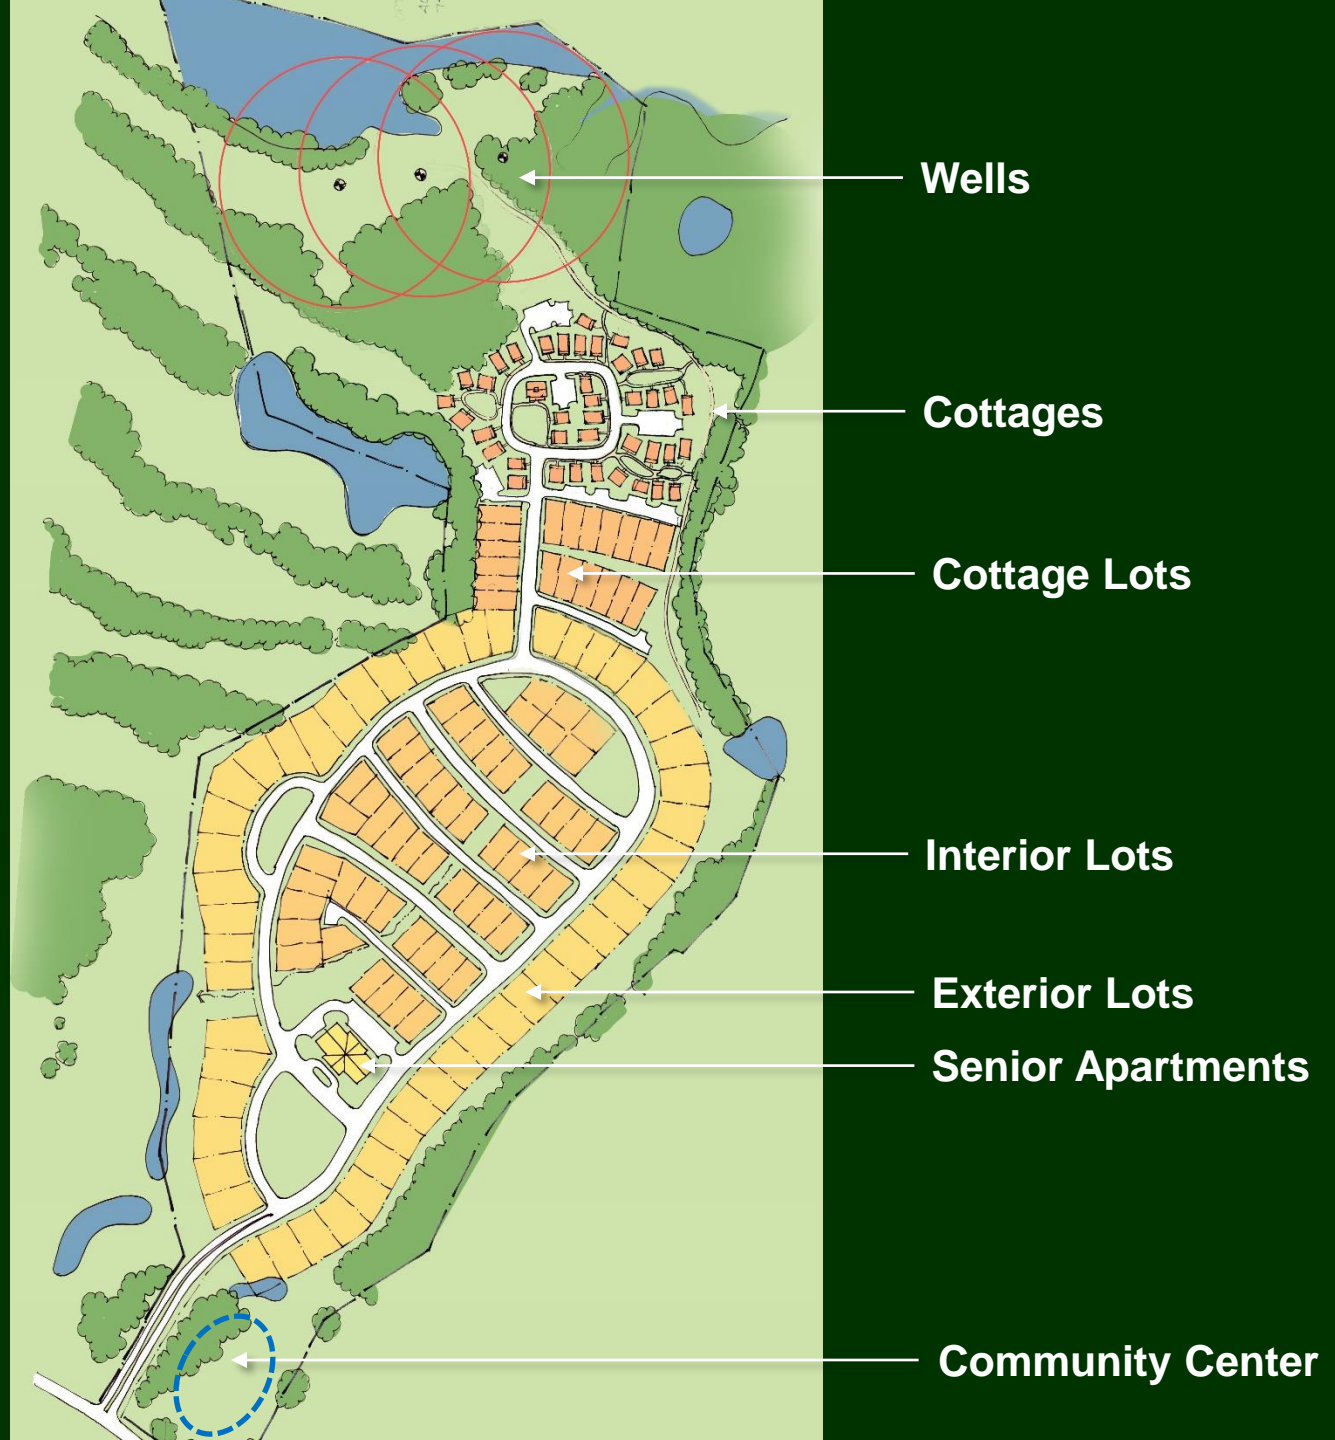 Wells
Cottages
Cottage Lots
Interior Lots
Exterior Lots
Senior Apartments
Community Center